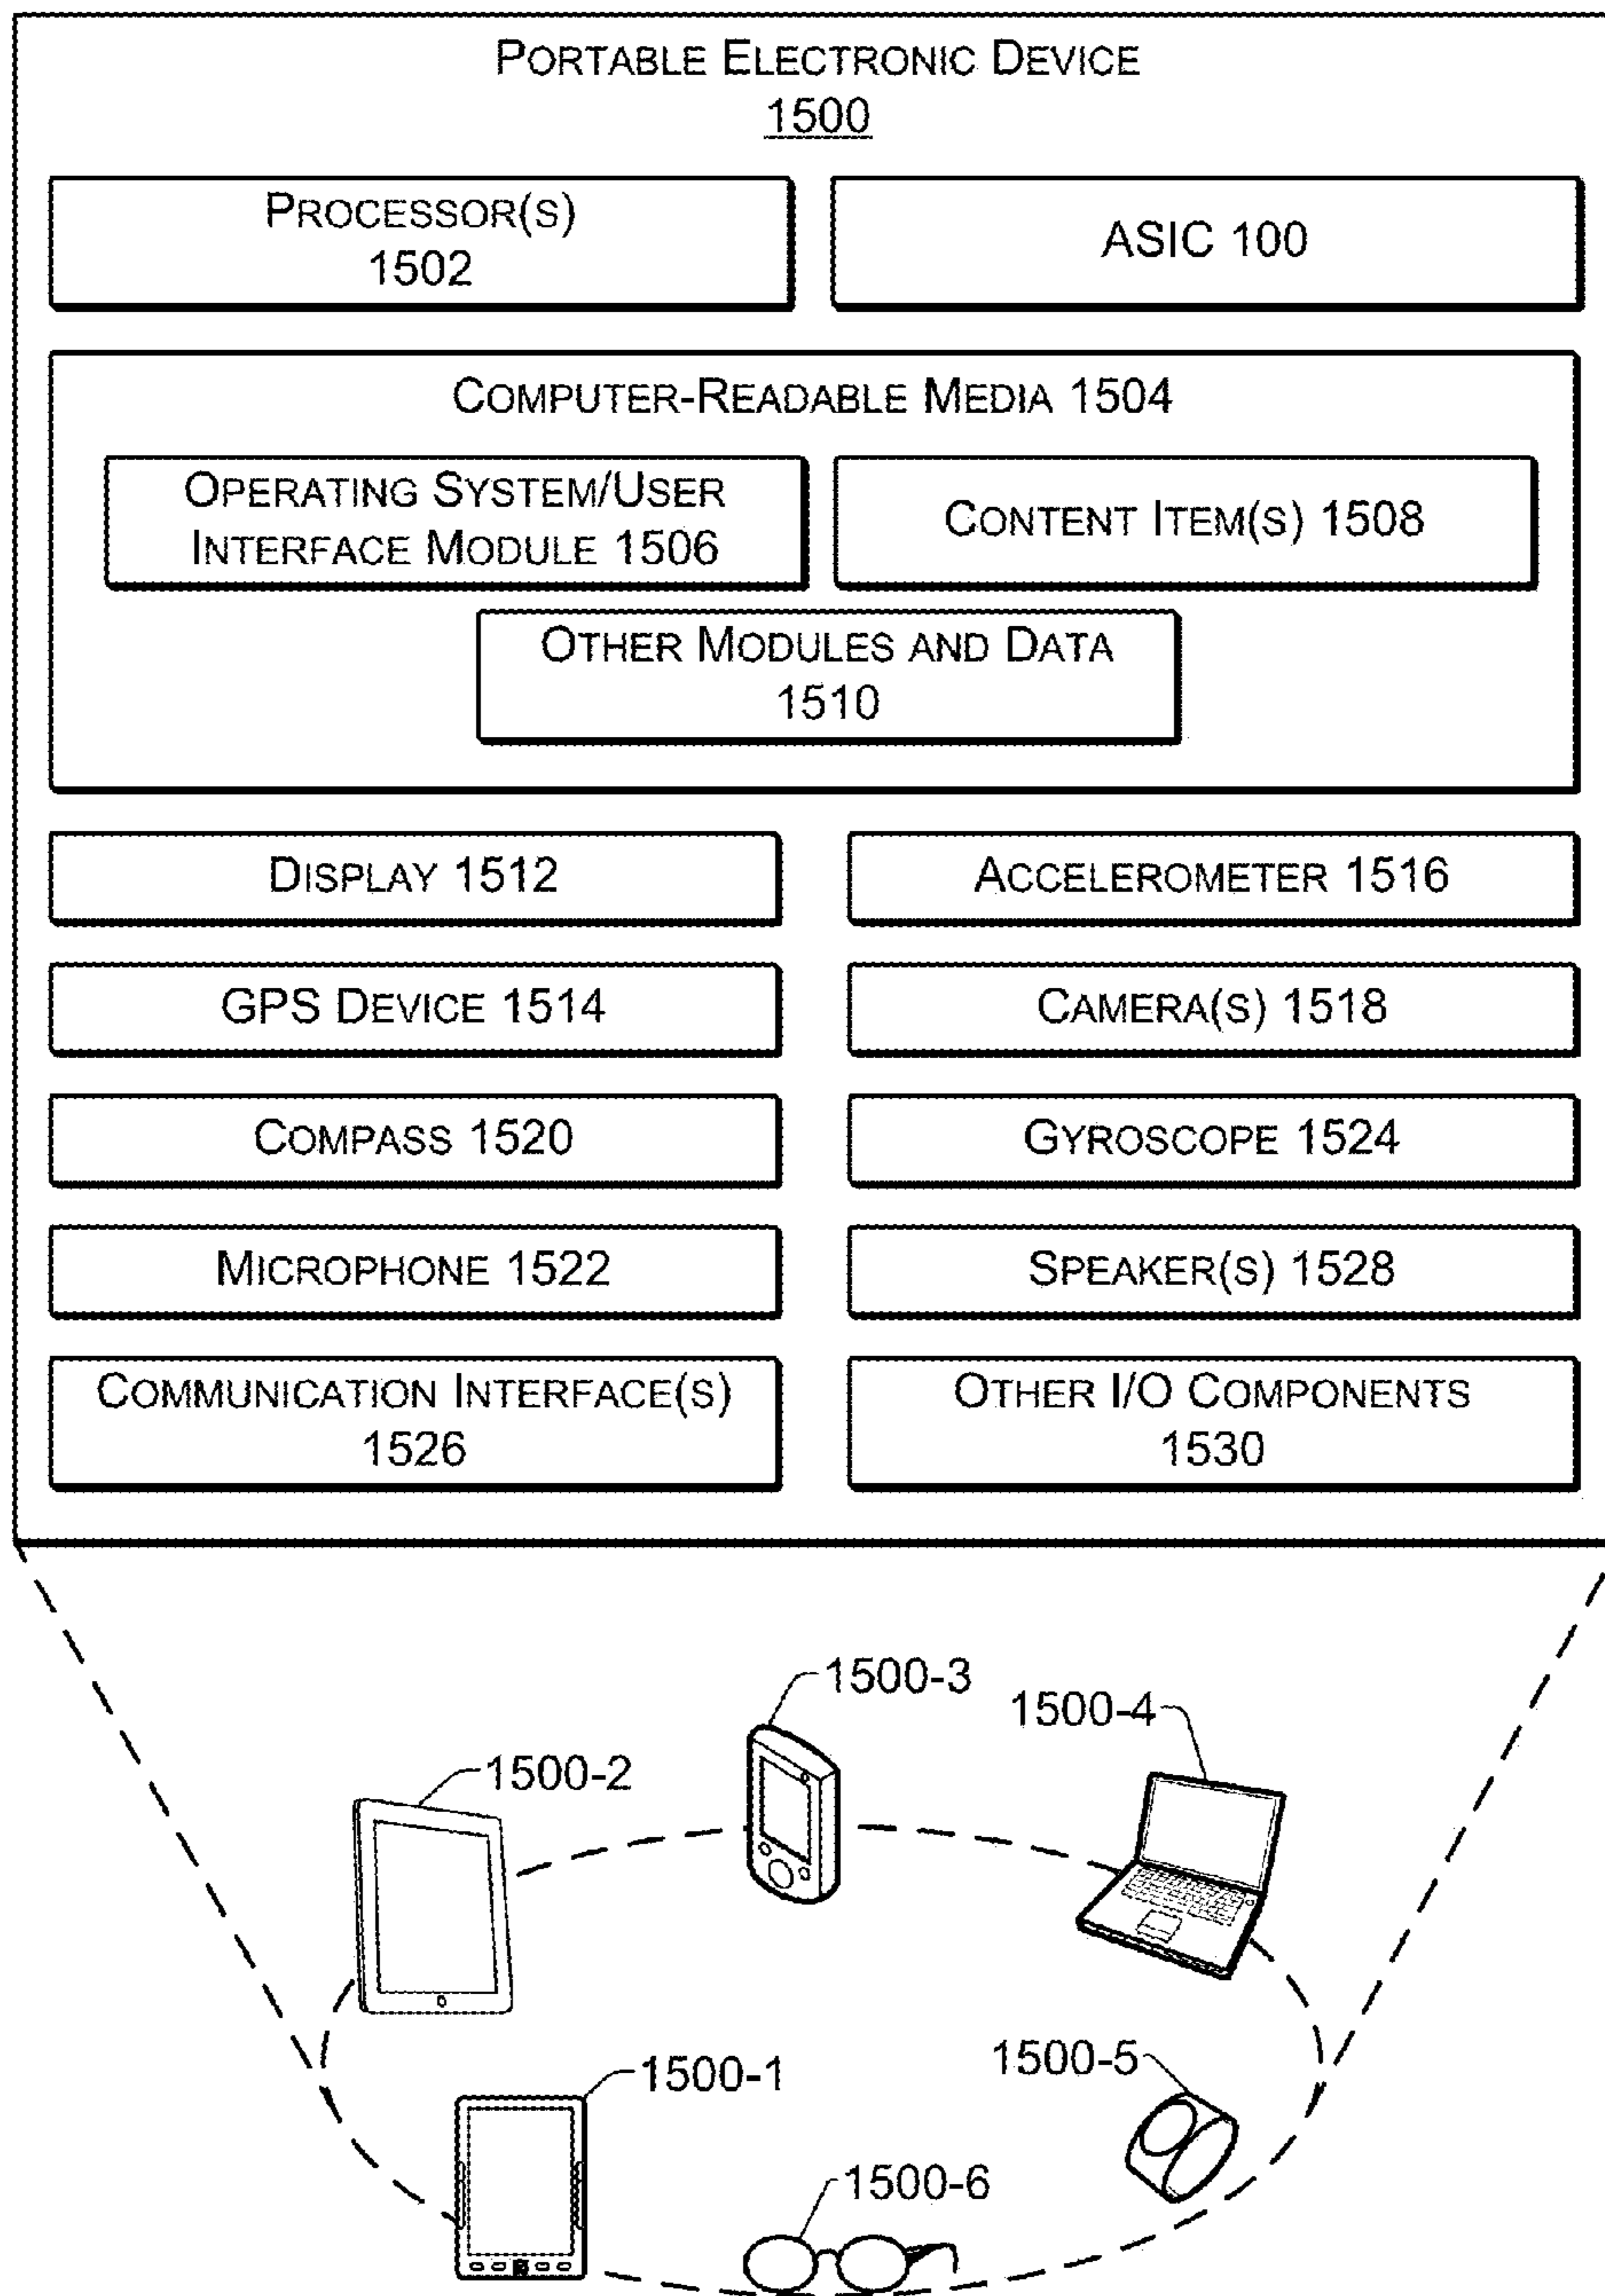 PORTABLE ELECTRONIC DEVICE
1500
PROCESSOR(S)
1502
ASIC 100
COMPUTER-READABLE MEDIA 1504
OPERATING SYSTEM/USER
INTERFACE MODULE 1506
CONTENT ITEM(S) 1508
OTHER MODULES AND DATA
1510
DISPLAY 1512
ACCELEROMETER 1516
GPS DEVICE 1514
CAMERA(S) 1518
COMPASS 1520
GYROSCOPE 1524
MICROPHONE 1522
SPEAKER(S) 1528
COMMUNICATION INTERFACE(S)
1526
OTHER I/O COMPONENTS
1530
1500-3
1500-4
1500-2
1500-5
1500-1
1500-6